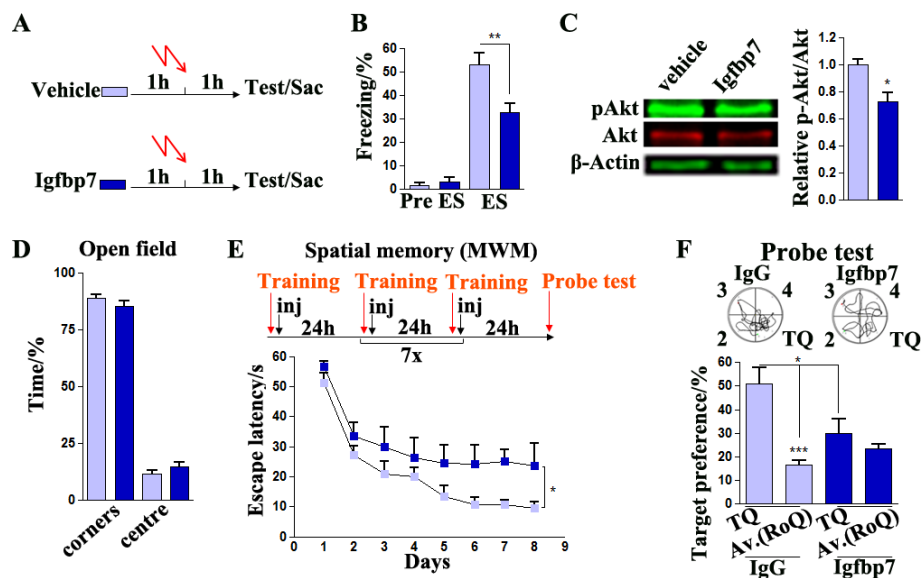 A
Vehicle
1h
1h
Test/Sac
Igfbp7
1h
1h
Test/Sac
B
Freezing/%
60
50
40
30
20
10
0
**
Pre ES
ES
C
vehicle
Igfbp7
pAkt
Akt
β-Actin
Relative p-Akt/Akt
1.2
1.0
0.8
0.6
0.4
0.2
0.0
*
D
Open field
Time/%
100
75
50
25
0
corners
centre
E
Spatial memory (MWM)
Training
Training
Training
Probe test
inj
inj
inj
24h
24h
24h
7x
Escape latency/s
60
50
40
30
20
10
0
*
0 1 2 3 4 5 6 7 8 9
Days
F
Probe test
IgG
Igfbp7
3
4
2
TQ
3
4
2
TQ
Target preference/%
60
50
40
30
20
10
0
*
***
TQ
Av.(RoQ)
TQ
Av.(RoQ)
IgG
Igfbp7